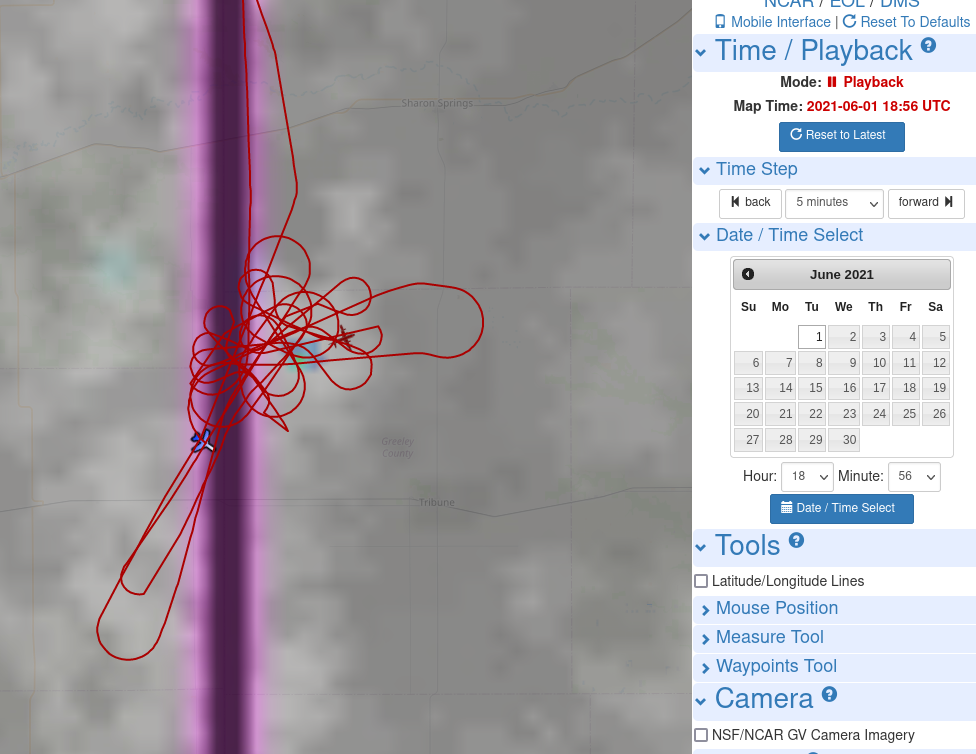 NCAR / EOL / DMS
Mobile Interface | Reset To Defaults
Time / Playback
Mode: Playback
Map Time: 2021-06-01 18:56 UTC
Reset to Latest
Time Step
back 5 minutes forward
Date / Time Select
June 2021
Su Mo Tu We Th Fr Sa
1 2 3 4 5
6 7 8 9 10 11 12
13 14 15 16 17 18 19
20 21 22 23 24 25 26
27 28 29 30
Hour: 18 Minute: 56
Date / Time Select
Tools
Latitude/Longitude Lines
Mouse Position
Measure Tool
Waypoints Tool
Camera
NSF/NCAR GV Camera Imagery
Sharon Springs
Greeley
County
Tribune